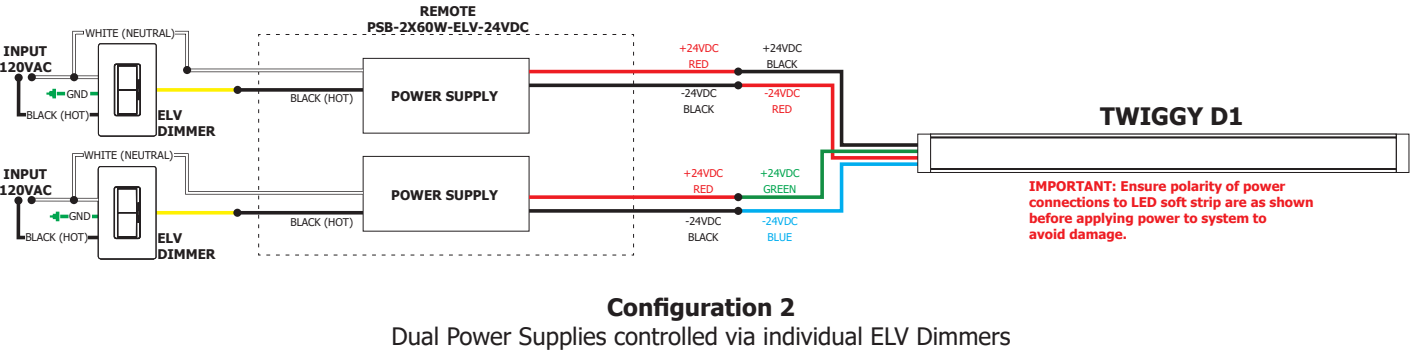 REMOTE
PSB-2X60W-ELV-24VDC
WHITE (NEUTRAL)
INPUT
120VAC
GND
BLACK (HOT)
ELV
DIMMER
BLACK (HOT)
POWER SUPPLY
+24VDC
RED
+24VDC
BLACK
-24VDC
BLACK
-24VDC
RED
TWIGGY D1
WHITE (NEUTRAL)
INPUT
120VAC
GND
BLACK (HOT)
ELV
DIMMER
BLACK (HOT)
POWER SUPPLY
+24VDC
RED
+24VDC
GREEN
-24VDC
BLACK
-24VDC
BLUE
IMPORTANT: Ensure polarity of power
connections to LED soft strip are as shown
before applying power to system to
avoid damage.
Configuration 2
Dual Power Supplies controlled via individual ELV Dimmers